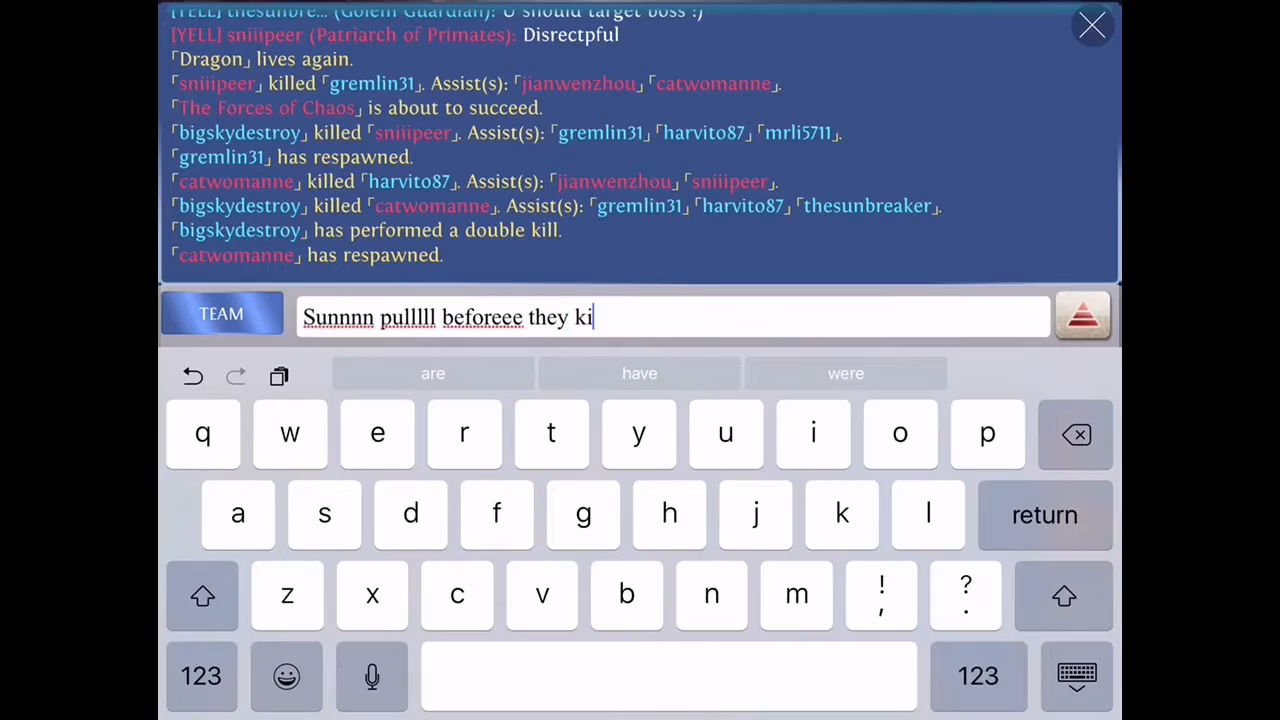 [YELL] thesunbre... (Golem Guardian): U should target boss :)
[YELL] sniiipeer (Patriarch of Primates): Disrectpful
「Dragon」 lives again.
「sniiipeer」 killed 「gremlin31」. Assist(s): 「jianwenzhou」 「catwomanne」.
「The Forces of Chaos」 is about to succeed.
「bigskydestroy」 killed 「sniiipeer」. Assist(s): 「gremlin31」 「harvito87」 「mrli5711」.
「gremlin31」 has respawned.
「catwomanne」 killed 「harvito87」. Assist(s): 「jianwenzhou」 「sniiipeer」.
「bigskydestroy」 killed 「catwomanne」. Assist(s): 「gremlin31」 「harvito87」 「thesunbreaker」.
「bigskydestroy」 has performed a double kill.
「catwomanne」 has respawned.
TEAM Sunnnn pulllll beforeee they ki
are have were
q w e r t y u i o p
a s d f g h j k l return
z x c v b n m ! , ? .
123 123